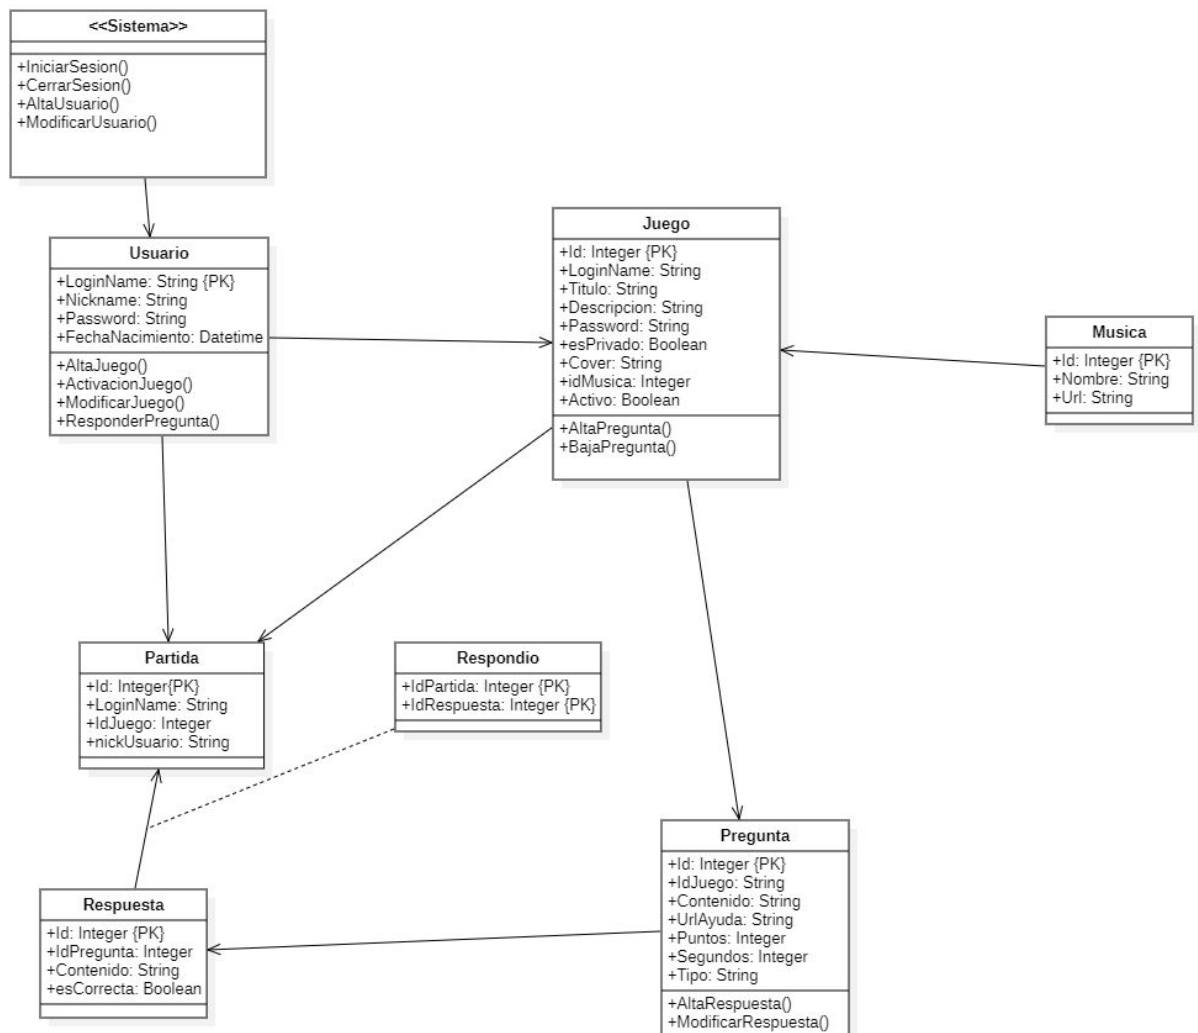 <<Sistema>>
+IniciarSesion()
+CerrarSesion()
+AltaUsuario()
+ModificarUsuario()
Usuario
+LoginName: String {PK}
+Nickname: String
+Password: String
+FechaNacimiento: Datetime
+AltaJuego()
+ActivacionJuego()
+ModificarJuego()
+ResponderPregunta()
Juego
+Id: Integer {PK}
+LoginName: String
+Titulo: String
+Descripcion: String
+Password: String
+esPrivado: Boolean
+Cover: String
+idMusica: Integer
+Activo: Boolean
+AltaPregunta()
+BajaPregunta()
Musica
+Id: Integer {PK}
+Nombre: String
+Url: String
Partida
+Id: Integer{PK}
+LoginName: String
+IdJuego: Integer
+nickUsuario: String
Respondio
+IdPartida: Integer {PK}
+IdRespuesta: Integer {PK}
Respuesta
+Id: Integer {PK}
+IdPregunta: Integer
+Contenido: String
+esCorrecta: Boolean
Pregunta
+Id: Integer {PK}
+IdJuego: String
+Contenido: String
+UrlAyuda: String
+Puntos: Integer
+Segundos: Integer
+Tipo: String
+AltaRespuesta()
+ModificarRespuesta()